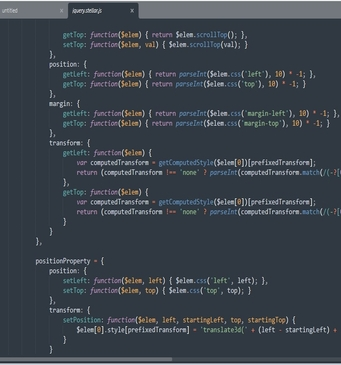 untitled × jquery.stellar.js ×
getTop: function($elem) { return $elem.scrollTop(); },
setTop: function($elem, val) { $elem.scrollTop(val); }
},
position: {
getLeft: function($elem) { return parseInt($elem.css('left'), 10) * -1; },
getTop: function($elem) { return parseInt($elem.css('top'), 10) * -1; }
},
margin: {
getLeft: function($elem) { return parseInt($elem.css('margin-left'), 10) * -1; },
getTop: function($elem) { return parseInt($elem.css('margin-top'), 10) * -1; }
},
transform: {
getLeft: function($elem) {
var computedTransform = getComputedStyle($elem[0])[prefixedTransform];
return (computedTransform !== 'none' ? parseInt(computedTransform.match(/(-?[
},
getTop: function($elem) {
var computedTransform = getComputedStyle($elem[0])[prefixedTransform];
return (computedTransform !== 'none' ? parseInt(computedTransform.match(/(-?[
}
}
},
positionProperty = {
position: {
setLeft: function($elem, left) { $elem.css('left', left); },
setTop: function($elem, top) { $elem.css('top', top); }
},
transform: {
setPosition: function($elem, left, startingLeft, top, startingTop) {
$elem[0].style[prefixedTransform] = 'translate3d(' + (left - startingLeft) +
}
}